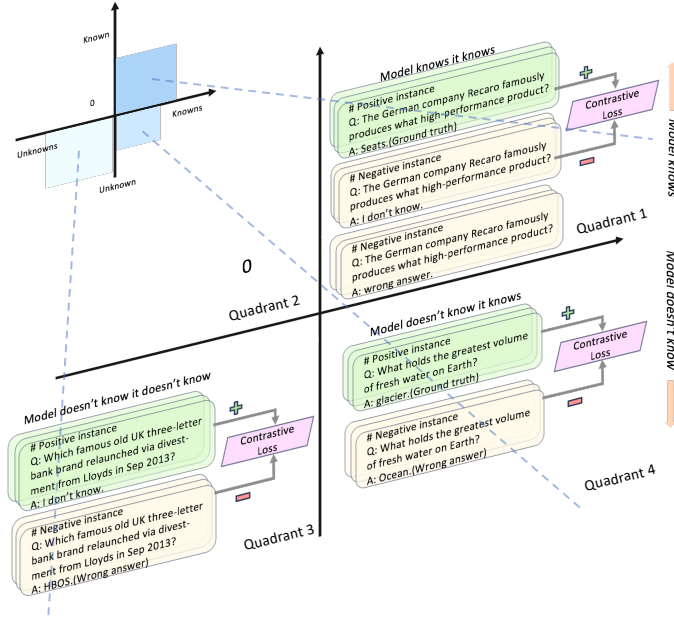 Known
0
Knowns
Unknowns
Unknown
Model knows it knows
# Positive instance
Q: The German company Recaro famously
produces what high-performance product?
A: Seats.(Ground truth)
# Negative instance
Q: The German company Recaro famously
produces what high-performance product?
A: I don't know.
# Negative instance
Q: The German company Recaro famously
produces what high-performance product?
A: wrong answer.
Contrastive
Loss
Model knows
Quadrant 1
0
Quadrant 2
Model doesn't know it knows
# Positive instance
Q: What holds the greatest volume
of fresh water on Earth?
A: glacier.(Ground truth)
# Negative instance
Q: What holds the greatest volume
of fresh water on Earth?
A: Ocean.(Wrong answer)
Contrastive
Loss
Model doesn't know
Quadrant 4
Model doesn't know it doesn't know
# Positive instance
Q: Which famous old UK three-letter
bank brand relaunched via divest-
ment from Lloyds in Sep 2013?
A: I don't know.
# Negative instance
Q: Which famous old UK three-letter
bank brand relaunched via divest-
ment from Lloyds in Sep 2013?
A: HBOS.(Wrong answer)
Contrastive
Loss
Quadrant 3